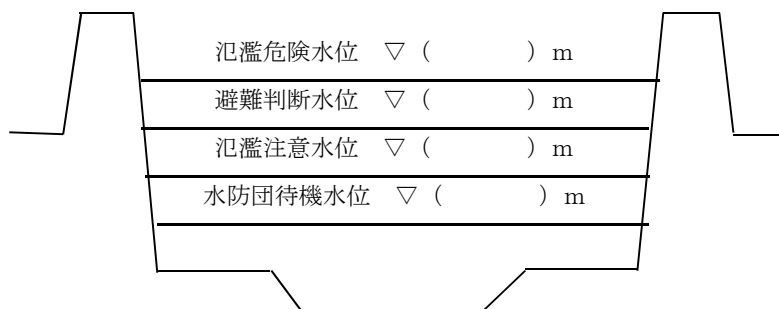 氾濫危険水位　▽（　　　　　）m
避難判断水位　▽（　　　　　）m
氾濫注意水位　▽（　　　　　）m
水防団待機水位　▽（　　　　　）m